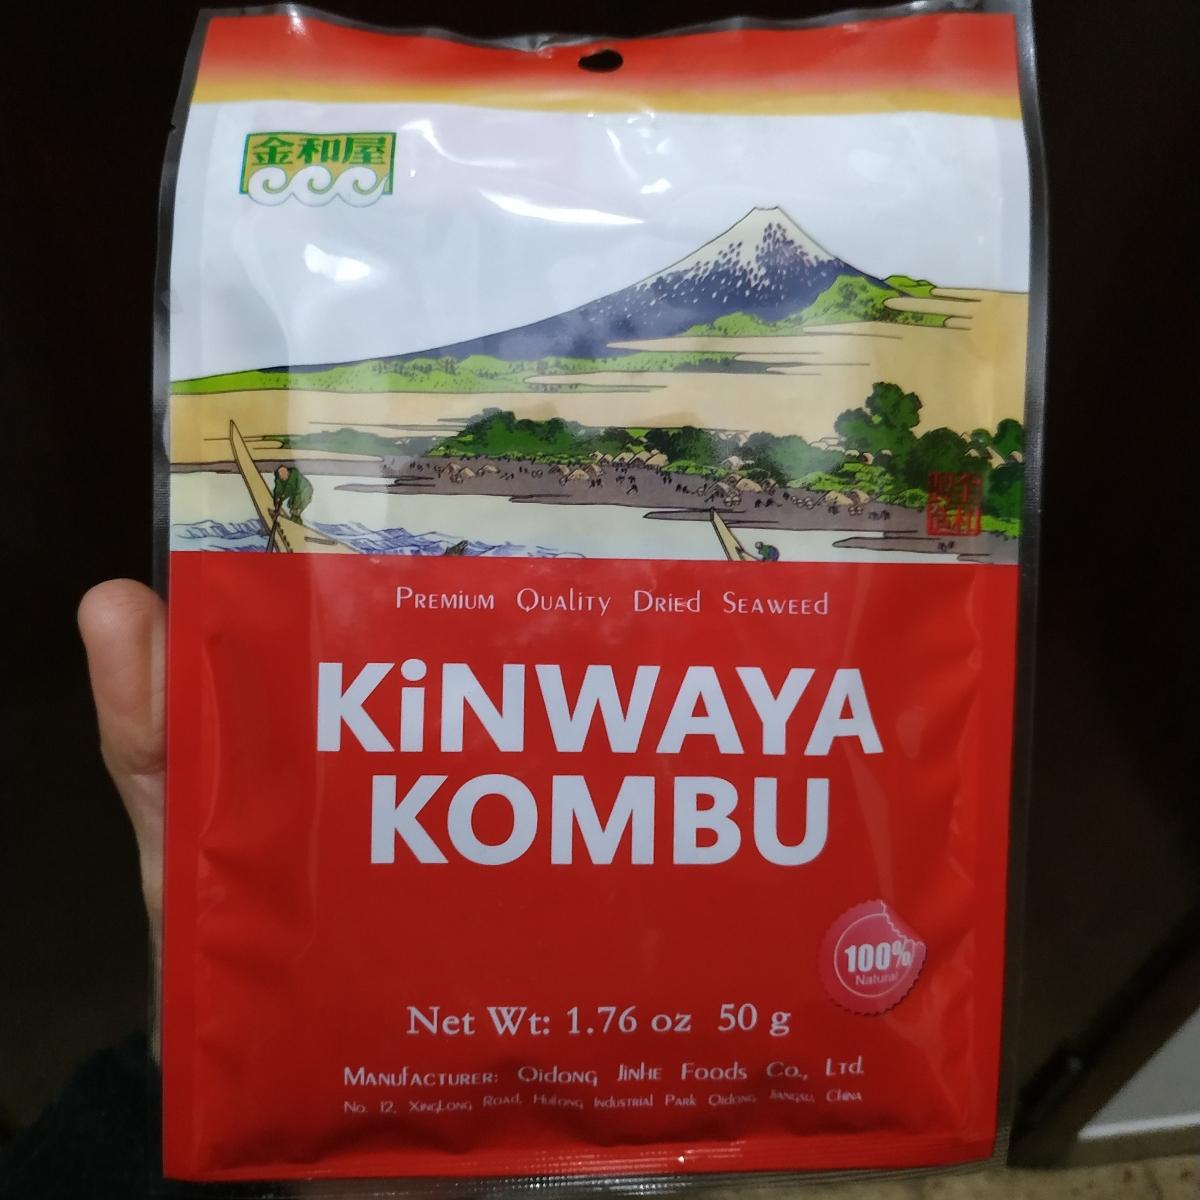 金和屋
Premium Quality Dried Seaweed
KiNWAYA
KOMBU
100%
Natural
Net Wt: 1.76 oz 50 g
Manufacturer: Qidong Jinhe Foods Co., Ltd.
No. 12, XingLong Road, Huilong Industrial Park Qidong, Jiangsu, China